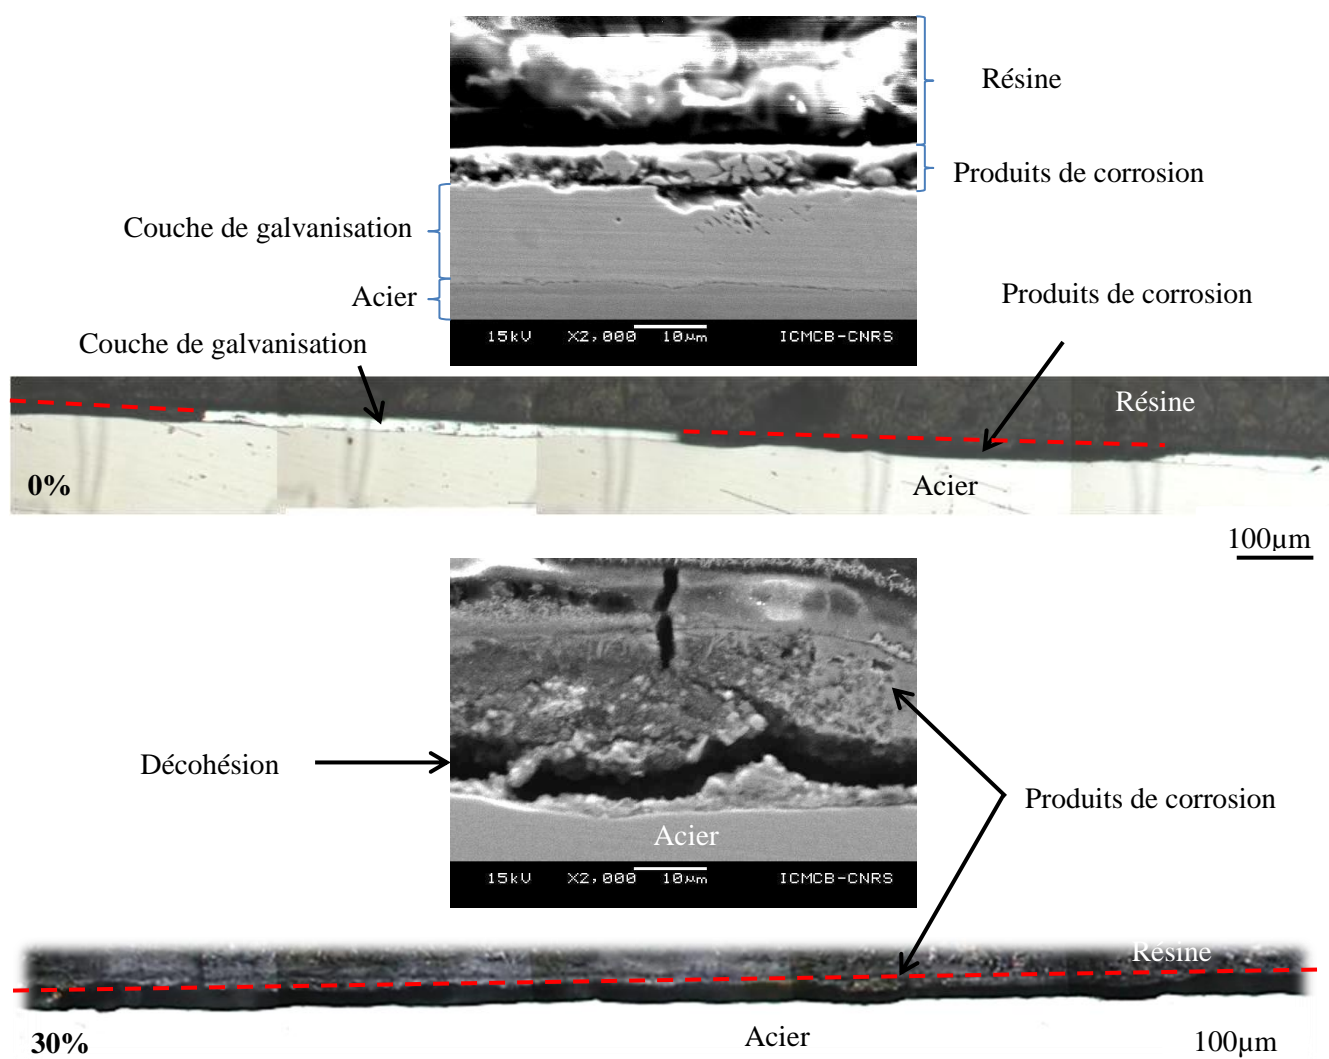 Résine
Produits de corrosion
Couche de galvanisation
Acier
15kV X2,000 10µm ICMCB-CNRS
Produits de corrosion
Couche de galvanisation
Résine
0%
Acier
100µm
Décohésion
Produits de corrosion
Acier
15kV X2,000 10µm ICMCB-CNRS
Résine
30%
Acier
100µm